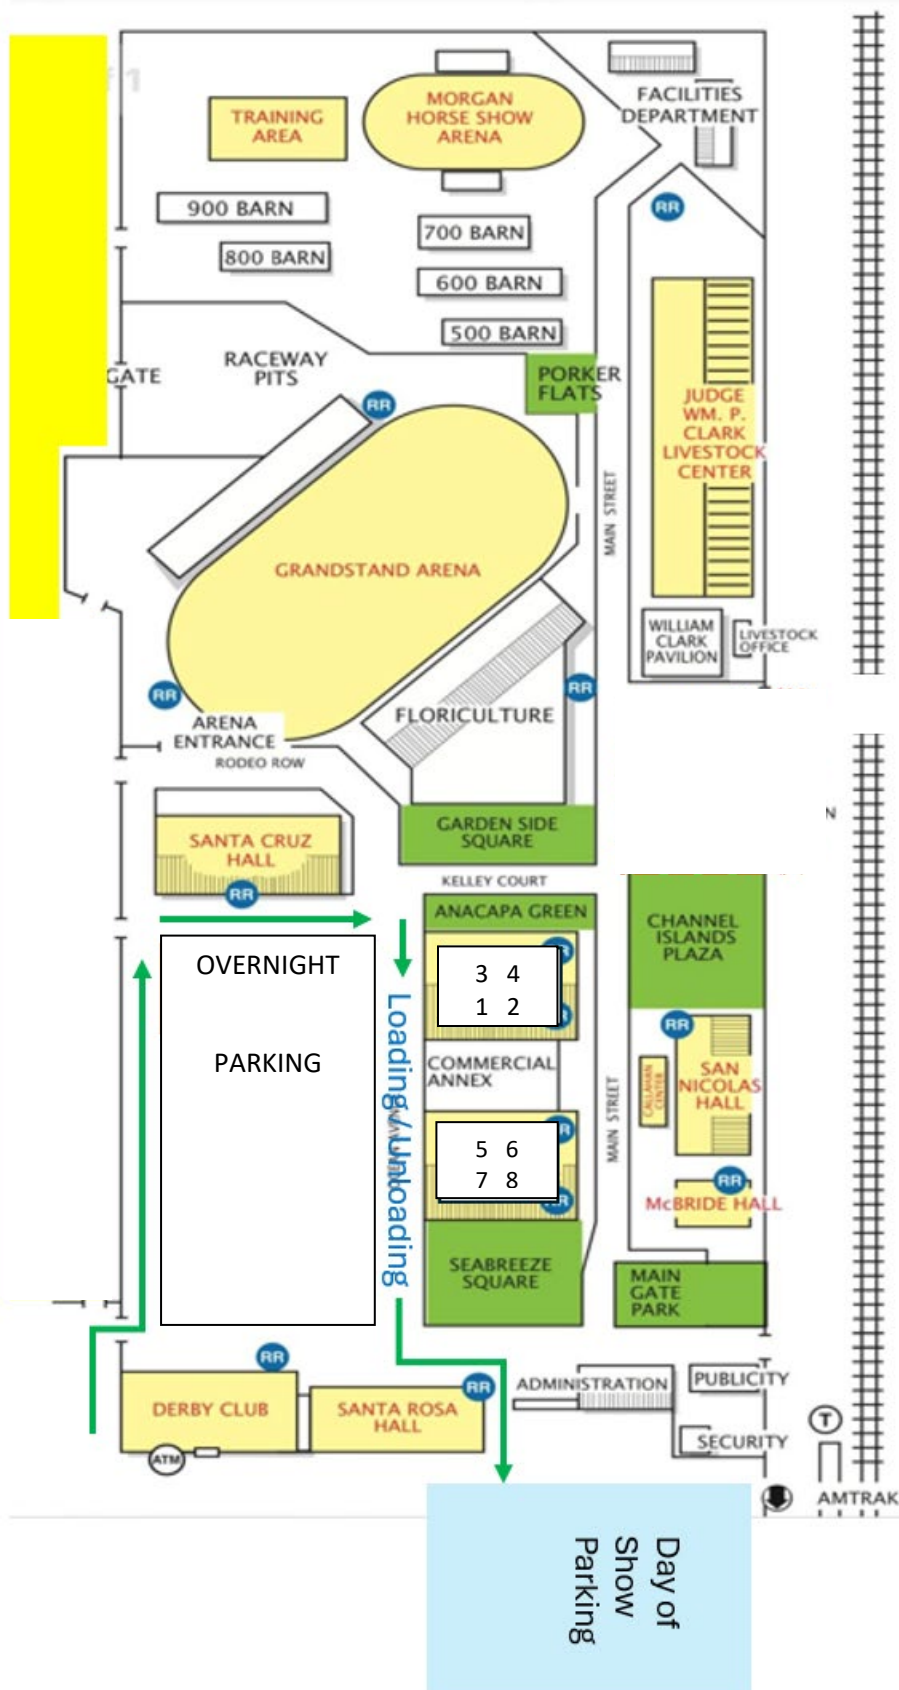 TRAINING
AREA
MORGAN
HORSE SHOW
ARENA
FACILITIES
DEPARTMENT
RR
900 BARN
800 BARN
700 BARN
600 BARN
500 BARN
GATE
RACEWAY
PITS
RR
PORKER
FLATS
JUDGE
WM. P.
CLARK
LIVESTOCK
CENTER
MAIN STREET
GRANDSTAND ARENA
WILLIAM
CLARK
PAVILION
LIVESTOCK
OFFICE
RR
RR
ARENA
ENTRANCE
FLORICULTURE
RODEO ROW
N
SANTA CRUZ
HALL
RR
GARDEN SIDE
SQUARE
KELLEY COURT
ANACAPA GREEN
CHANNEL
ISLANDS
PLAZA
OVERNIGHT
PARKING
3 4
1 2
Loading/Unloading
COMMERCIAL
ANNEX
RR
SAN
NICOLAS
HALL
CALLAHAN
CENTER
MAIN STREET
5 6
7 8
RR
RR
McBRIDE HALL
SEABREEZE
SQUARE
MAIN
GATE
PARK
RR
DERBY CLUB
SANTA ROSA
HALL
RR
ATM
ADMINISTRATION
PUBLICITY
SECURITY
T
AMTRAK
Day of
Show
Parking